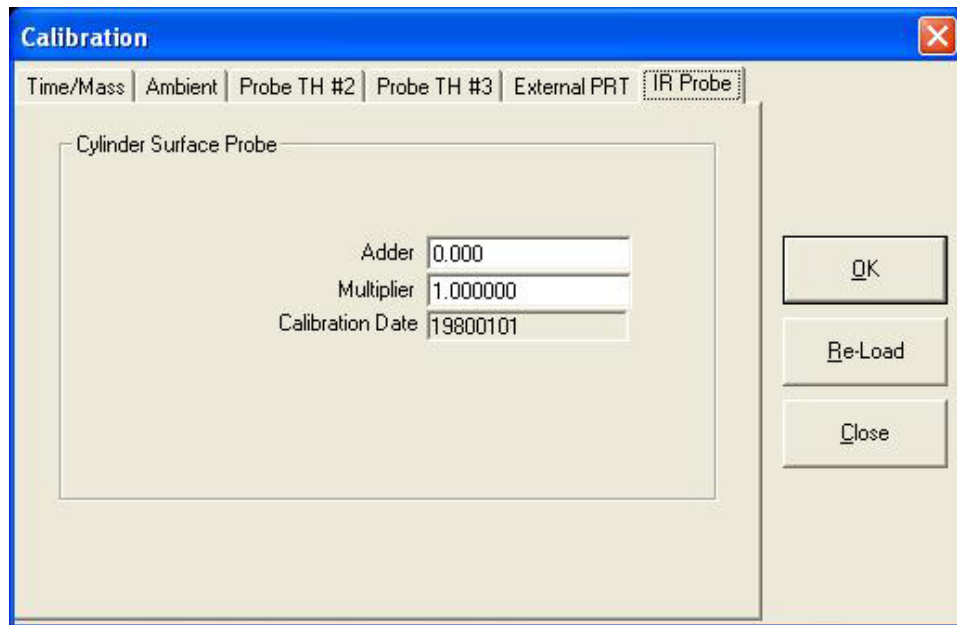 Calibration
Time/Mass Ambient Probe TH #2 Probe TH #3 External PRT IR Probe
Cylinder Surface Probe
Adder 0.000
Multiplier 1.000000
Calibration Date 19800101
OK
Re-Load
Close